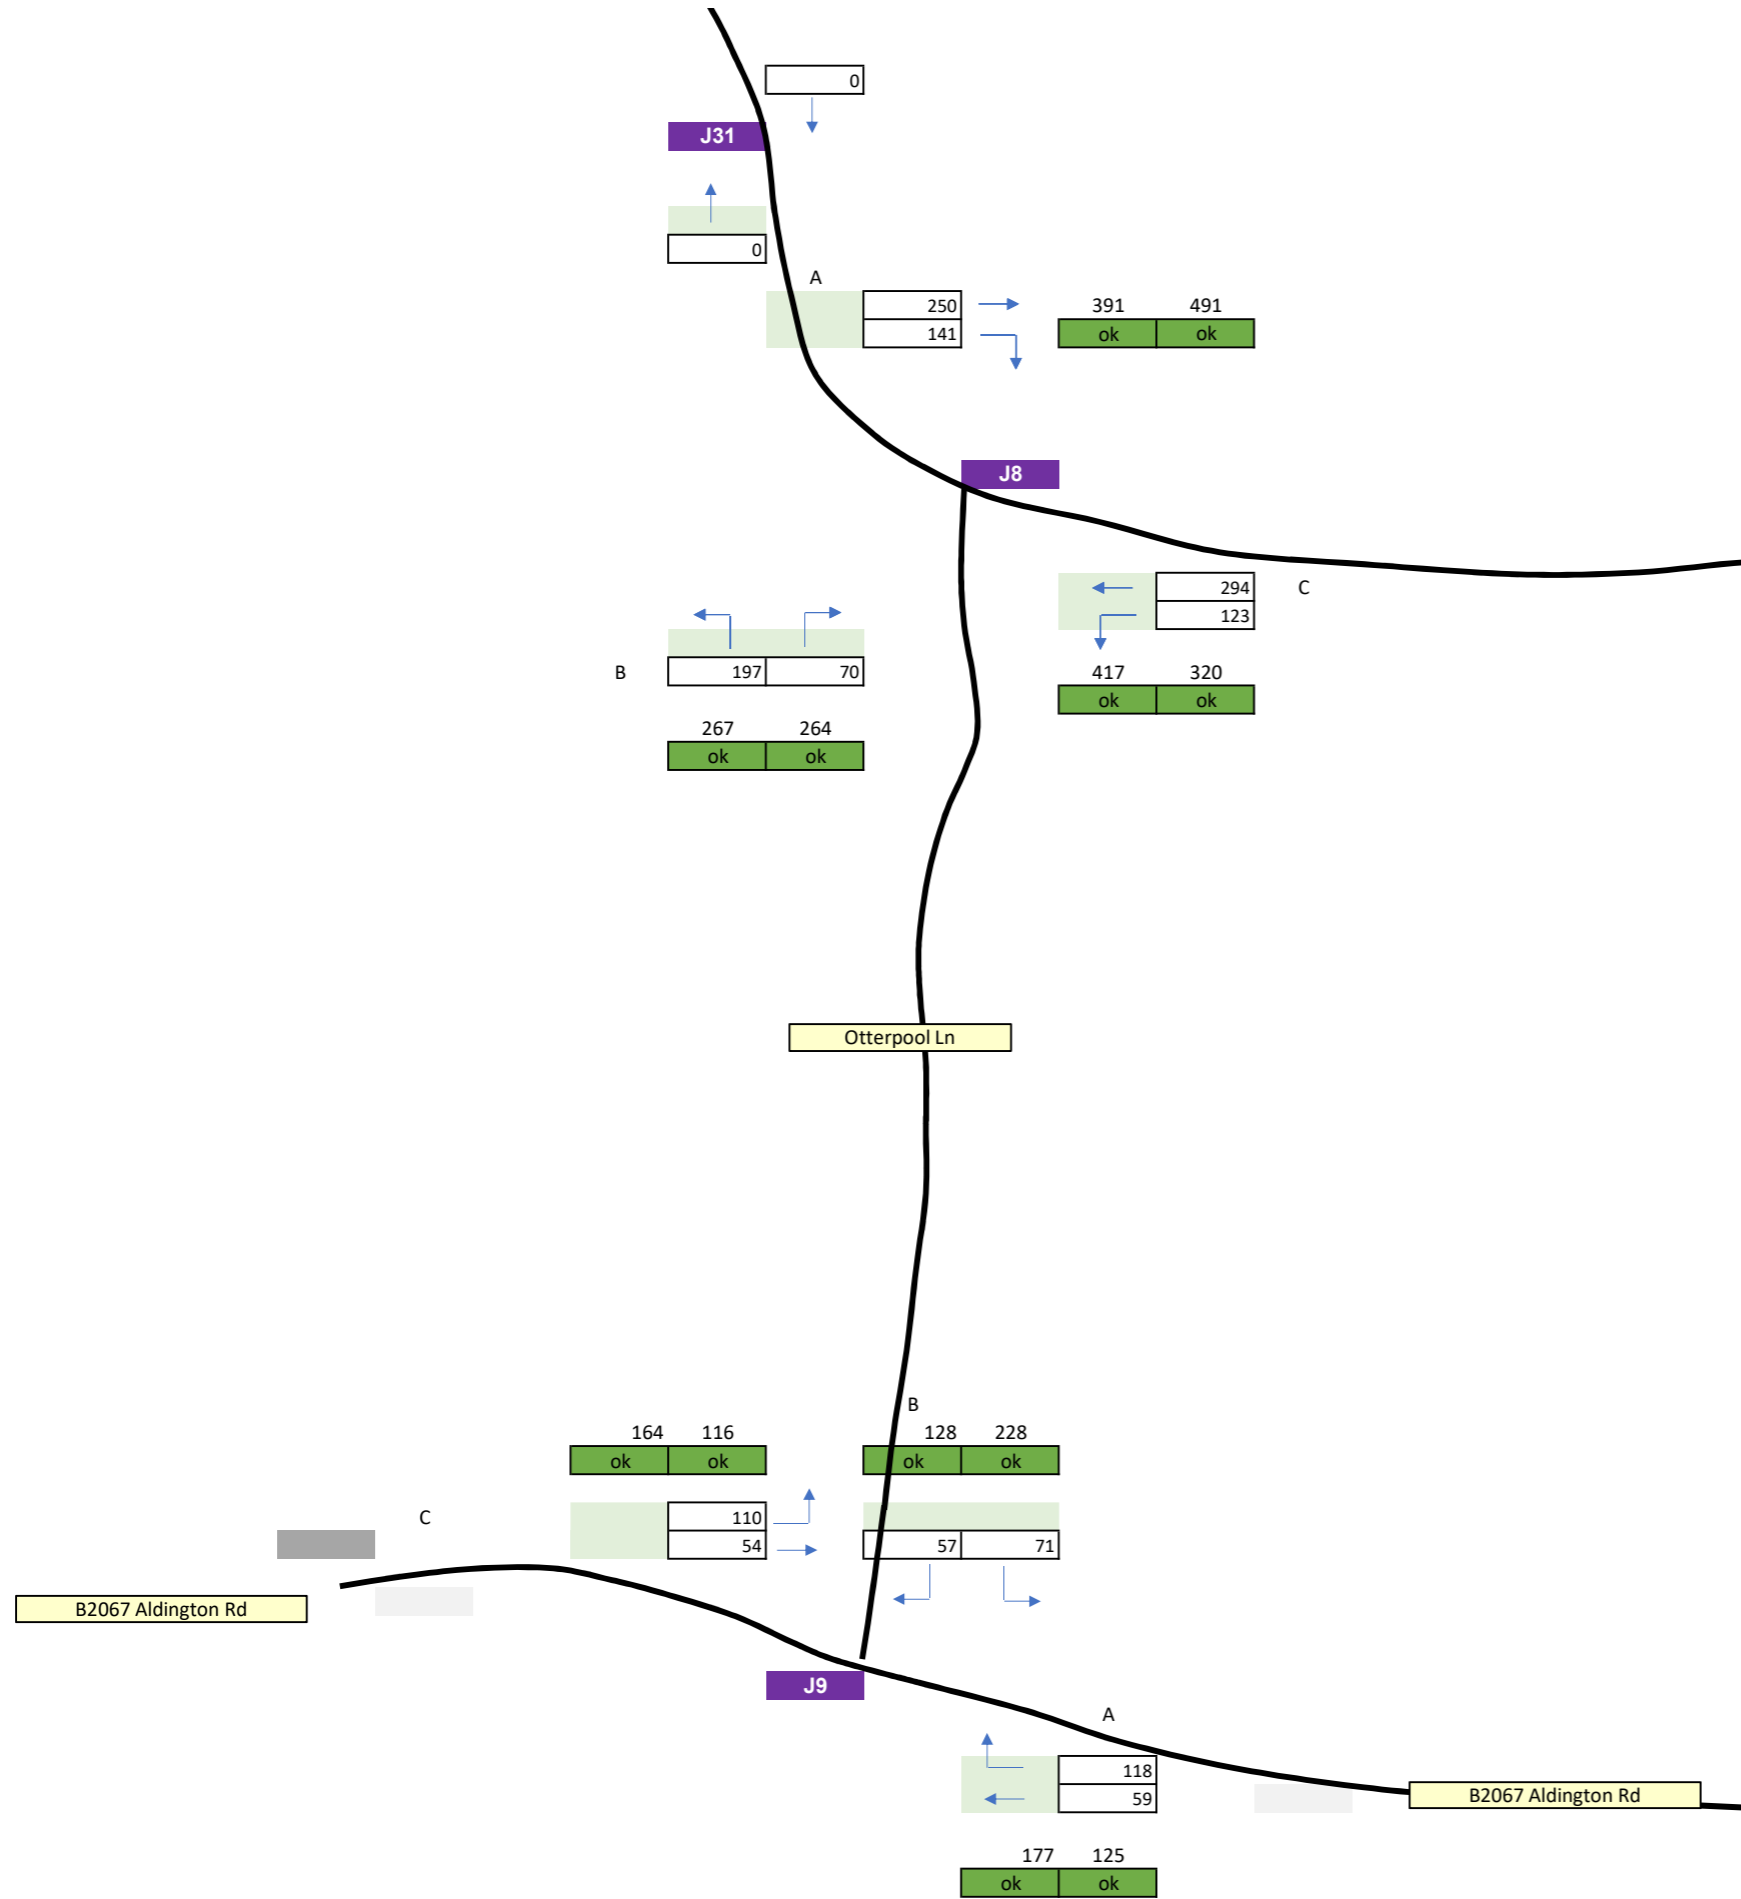 0
J31
0
A
250
391 491
141
ok ok
J8
294 C
123
B 197 70
417 320
ok ok
267 264
ok ok
Otterpool Ln
B
164 116 128 228
ok ok ok ok
C 110
54 57 71
B2067 Aldington Rd
J9
A
118
59
B2067 Aldington Rd
177 125
ok ok